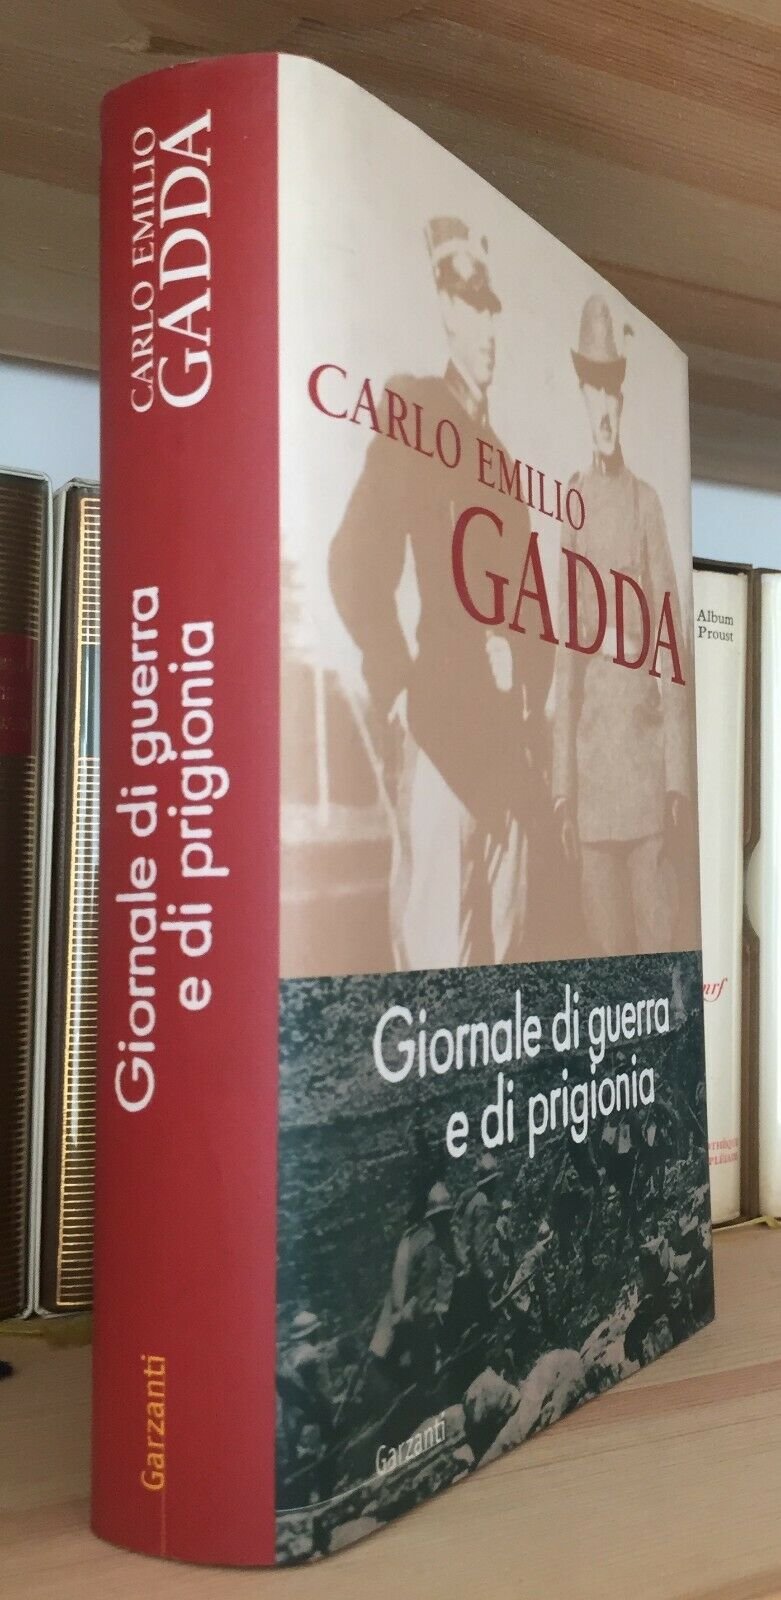 CARLO EMILIO
GADDA
Giornale di guerra
e di prigionia
Garzanti
CARLO EMILIO
GADDA
Giornale di guerra
e di prigionia
Garzanti
Album
Proust
nrf